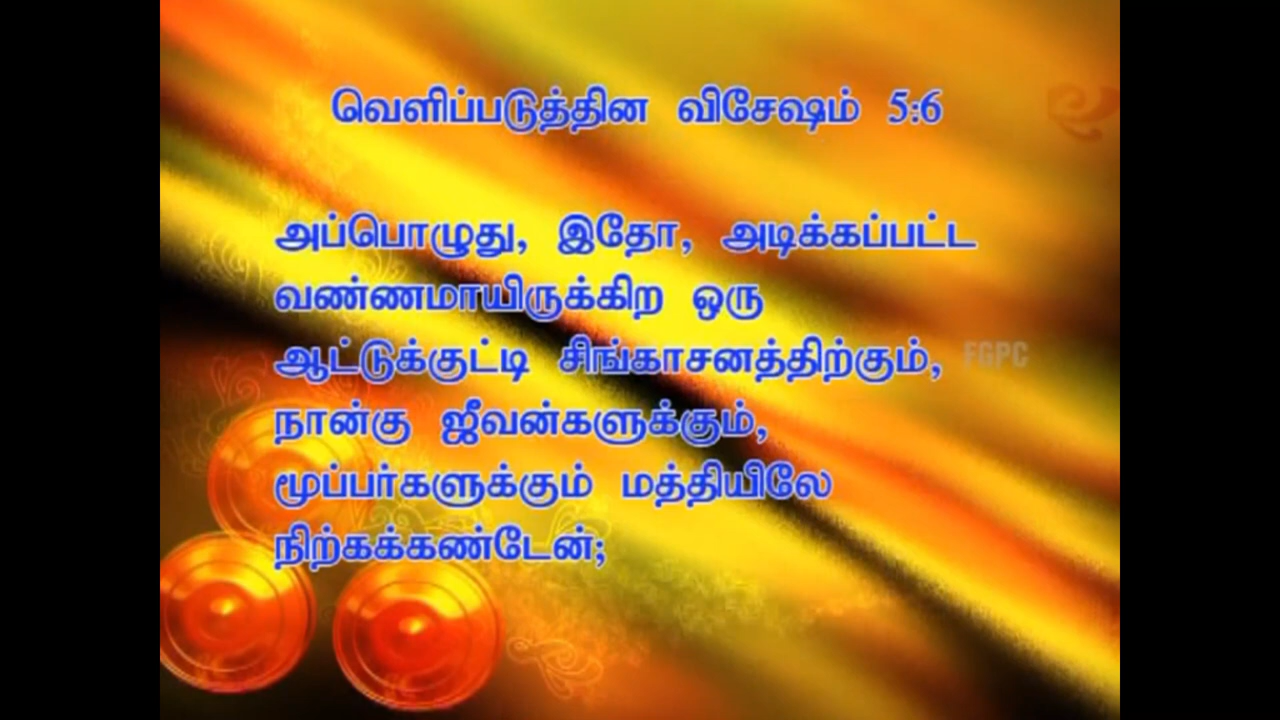 வெளிப்படுத்தின விசேஷம் 5:6
அப்பொழுது, இதோ, அடிக்கப்பட்ட
வண்ணமாயிருக்கிற ஒரு
ஆட்டுக்குட்டி சிங்காசனத்திற்கும்,
FGPC
நான்கு ஜீவன்களுக்கும்,
மூப்பர்களுக்கும் மத்தியிலே
நிற்கக்கண்டேன்;